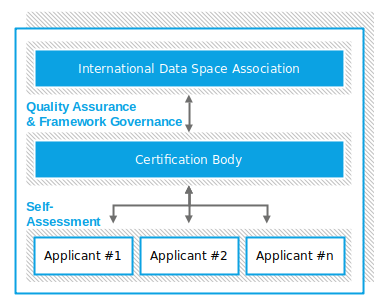 International Data Space Association
Quality Assurance
& Framework Governance
Certification Body
Self-
Assessment
Applicant #1
Applicant #2
Applicant #n